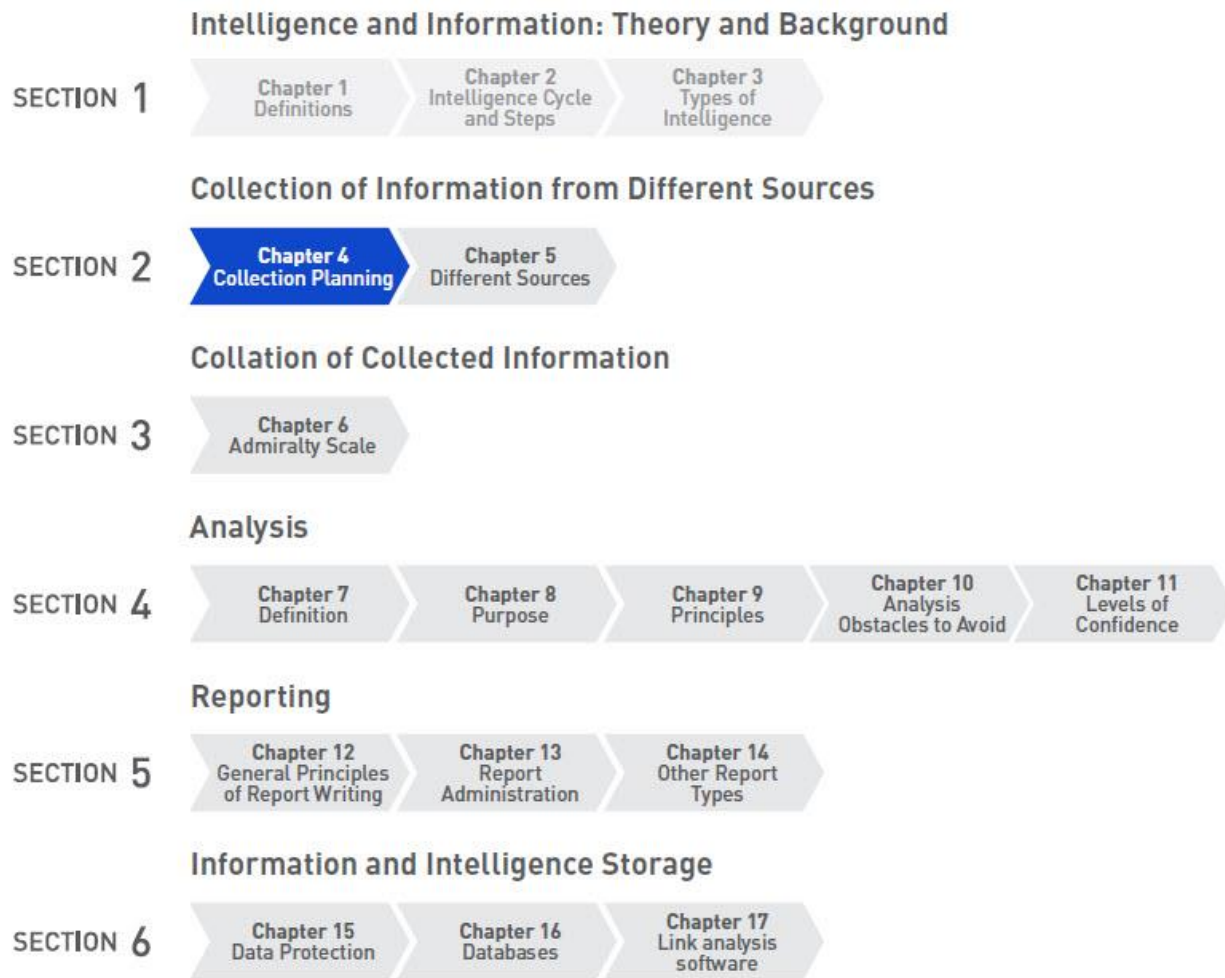 Intelligence and Information: Theory and Background
SECTION 1
Chapter 1
Definitions
Chapter 2
Intelligence Cycle
and Steps
Chapter 3
Types of
Intelligence
Collection of Information from Different Sources
SECTION 2
Chapter 4
Collection Planning
Chapter 5
Different Sources
Collation of Collected Information
SECTION 3
Chapter 6
Admiralty Scale
Analysis
SECTION 4
Chapter 7
Definition
Chapter 8
Purpose
Chapter 9
Principles
Chapter 10
Analysis
Obstacles to Avoid
Chapter 11
Levels of
Confidence
Reporting
SECTION 5
Chapter 12
General Principles
of Report Writing
Chapter 13
Report
Administration
Chapter 14
Other Report
Types
Information and Intelligence Storage
SECTION 6
Chapter 15
Data Protection
Chapter 16
Databases
Chapter 17
Link analysis
software